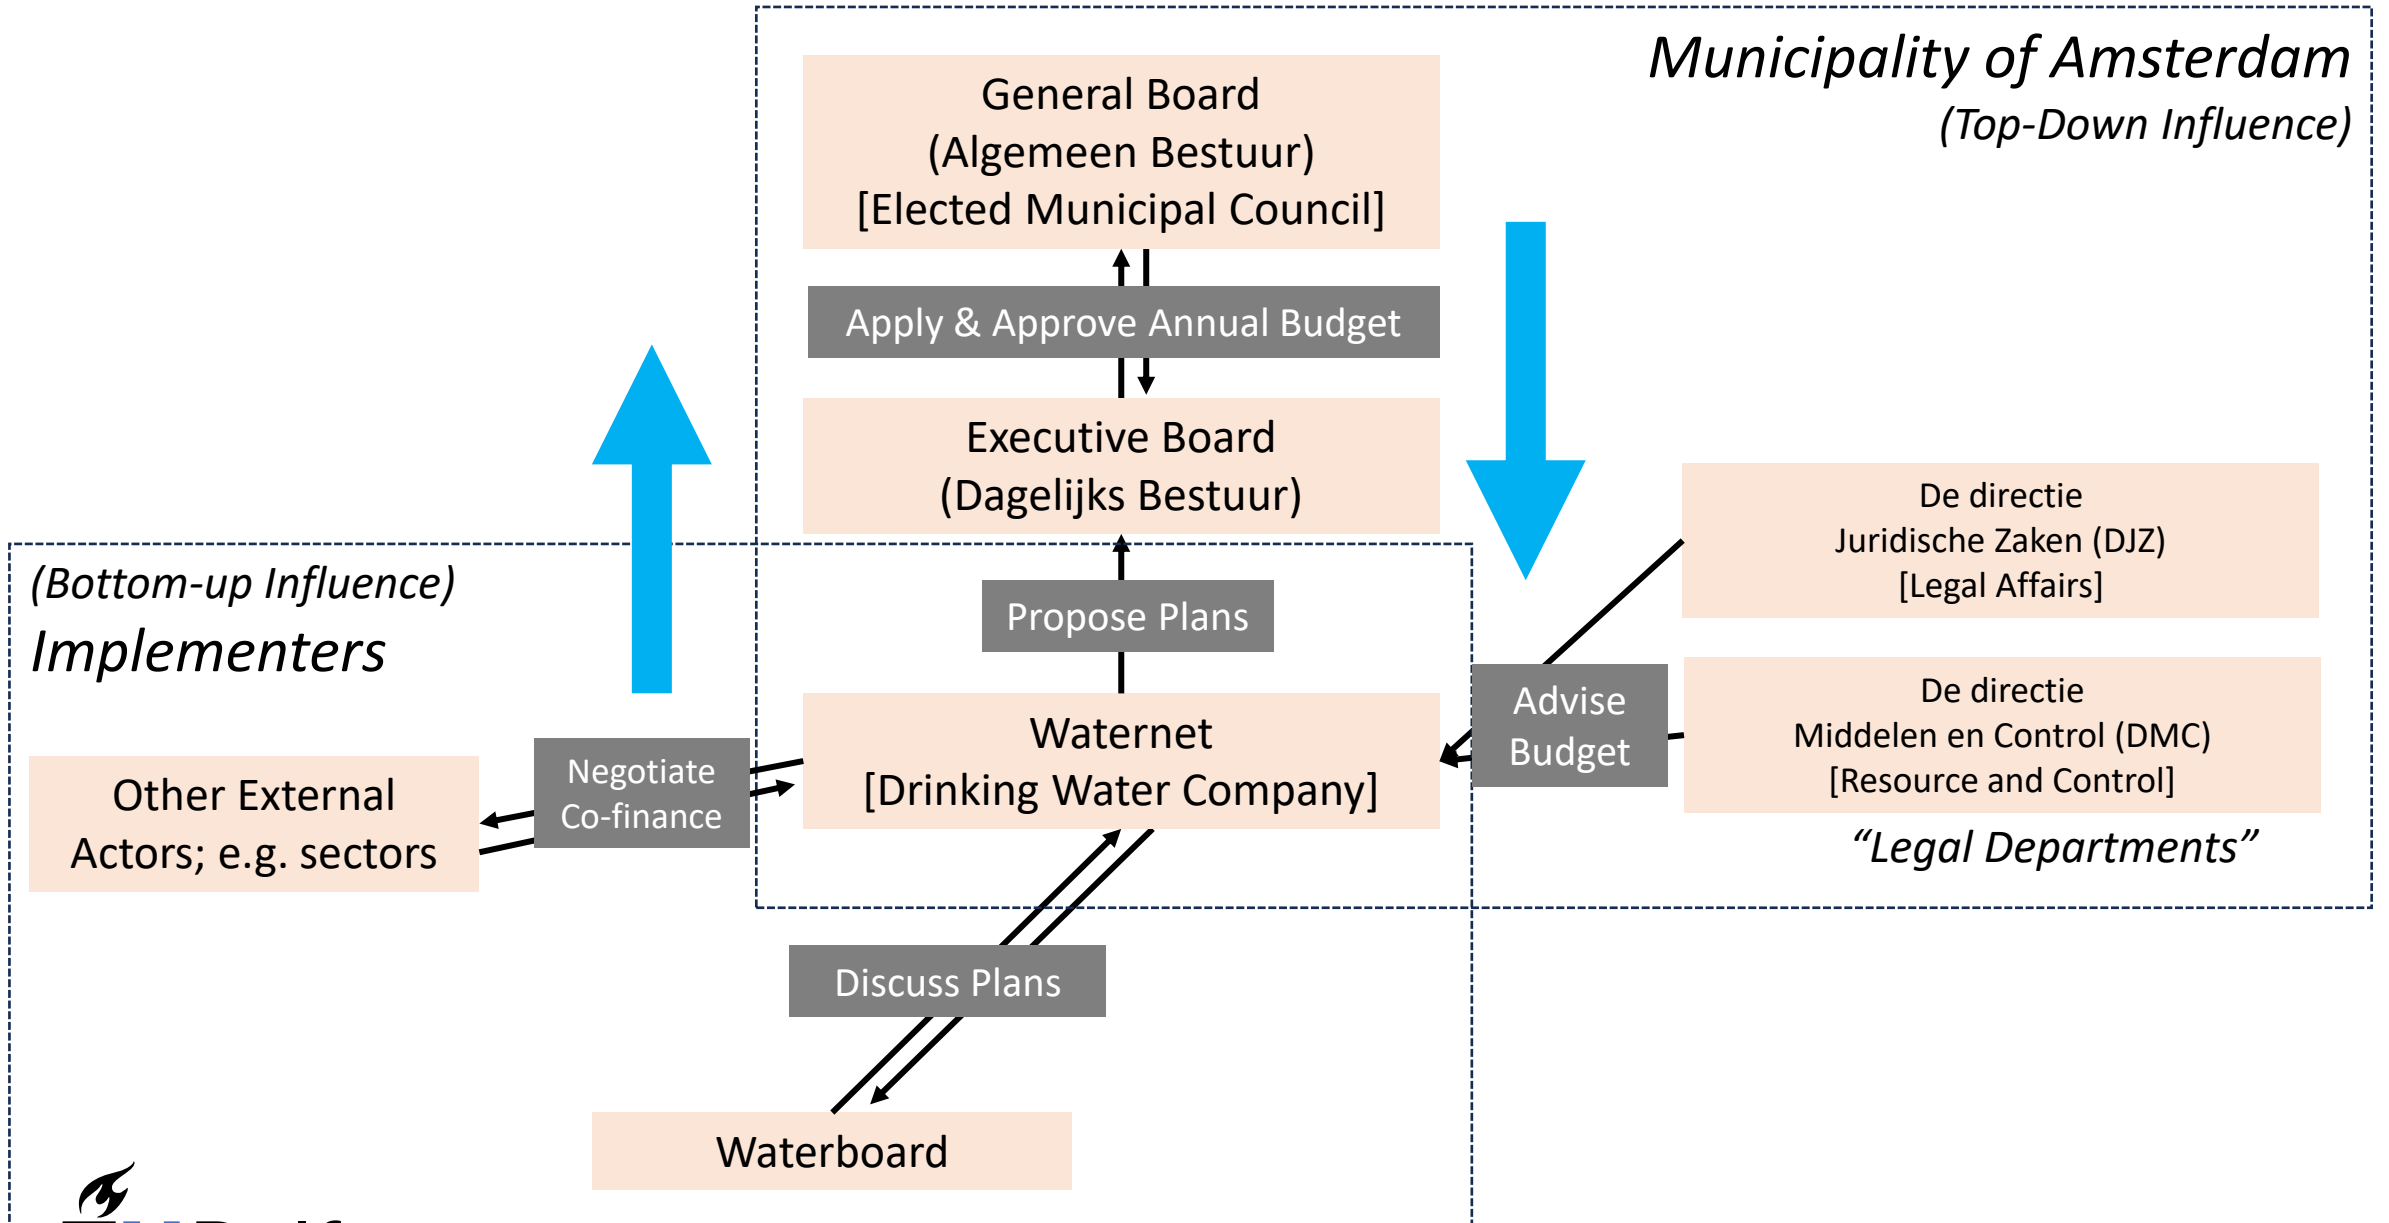 Municipality of Amsterdam
(Top-Down Influence)
General Board
(Algemeen Bestuur)
[Elected Municipal Council]
Apply & Approve Annual Budget
Executive Board
(Dagelijks Bestuur)
De directie
Juridische Zaken (DJZ)
[Legal Affairs]
(Bottom-up Influence)
Implementers
Propose Plans
Advise
Budget
De directie
Middelen en Control (DMC)
[Resource and Control]
"Legal Departments"
Waternet
[Drinking Water Company]
Negotiate
Co-finance
Other External
Actors; e.g. sectors
Discuss Plans
Waterboard